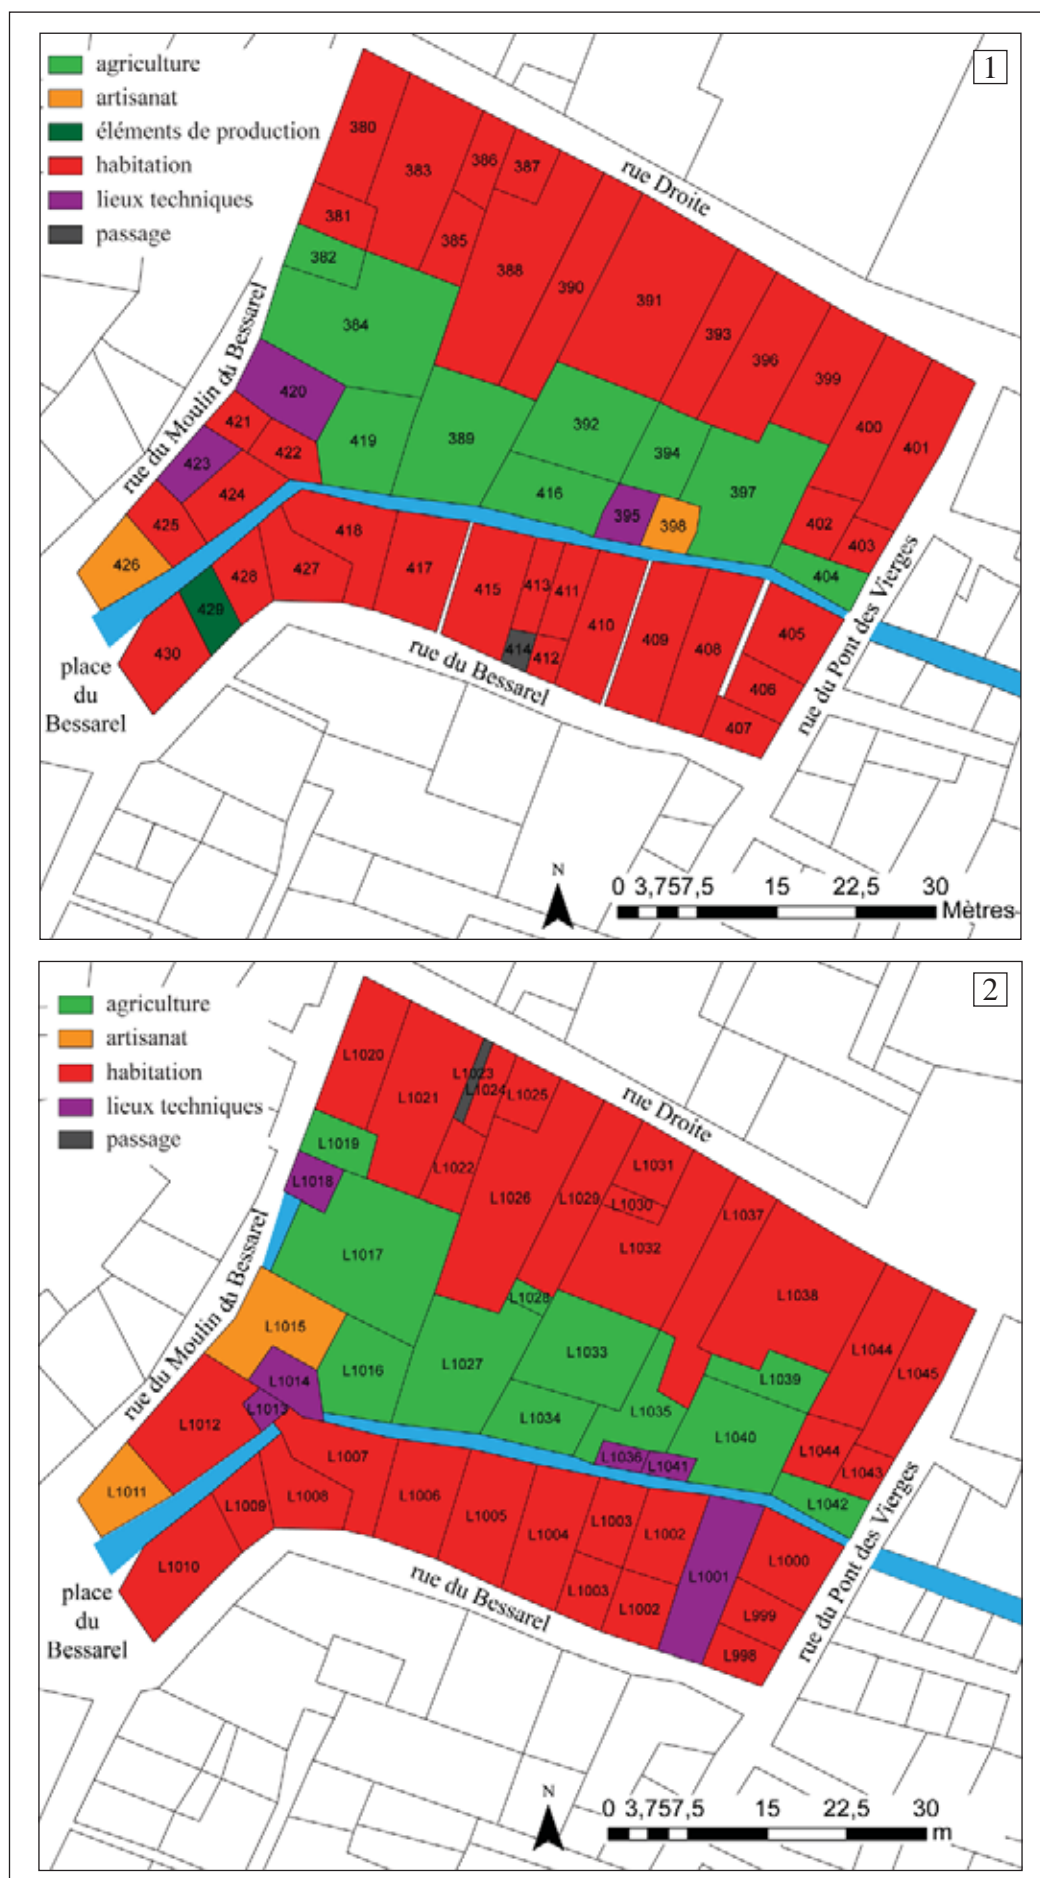 1
agriculture
artisanat
éléments de production
habitation
lieux techniques
passage
rue Droite
rue du Moulin du Bessarel
rue du Pont des Vierges
rue du Bessarel
place
du
Bessarel
380
383
386
387
381
385
382
388
390
391
384
393
396
399
400
401
420
421
422
423
424
425
426
419
389
392
394
397
416
395
398
402
403
404
418
417
427
428
429
430
415
413
411
414
412
410
409
408
405
406
407
N
0 3,757,5 15 22,5 30
Mètres
2
agriculture
artisanat
habitation
lieux techniques
passage
rue Droite
rue du Moulin du Bessarel
rue du Pont des Vierges
rue du Bessarel
place
du
Bessarel
L1020
L1021
L1023
L1024
L1025
L1019
L1018
L1022
L1026
L1029
L1031
L1030
L1032
L1037
L1038
L1017
L1028
L1015
L1016
L1027
L1033
L1039
L1044
L1045
L1014
L1013
L1012
L1011
L1034
L1035
L1040
L1036
L1041
L1044
L1043
L1042
L1007
L1008
L1009
L1010
L1006
L1005
L1004
L1003
L1002
L1003
L1002
L1001
L1000
L999
L998
N
0 3,757,5 15 22,5 30
m